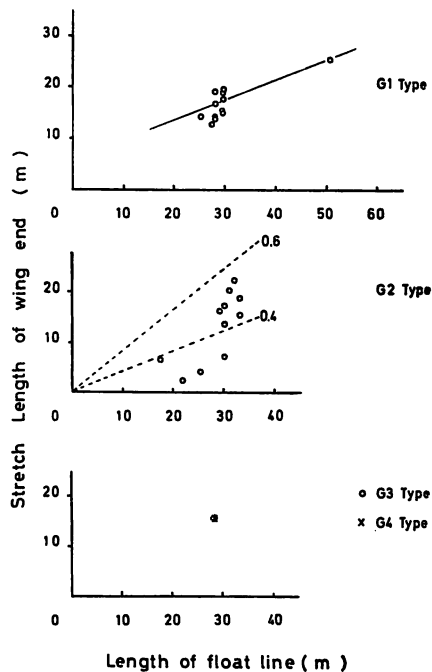 30
20
10
0 10 20 30 40 50 60
G1 Type
20
10
0 10 20 30 40
0.6
0.4
G2 Type
20
10
0 10 20 30 40
o G3 Type
x G4 Type
Stretch Length of wing end (m)
Length of float line (m)